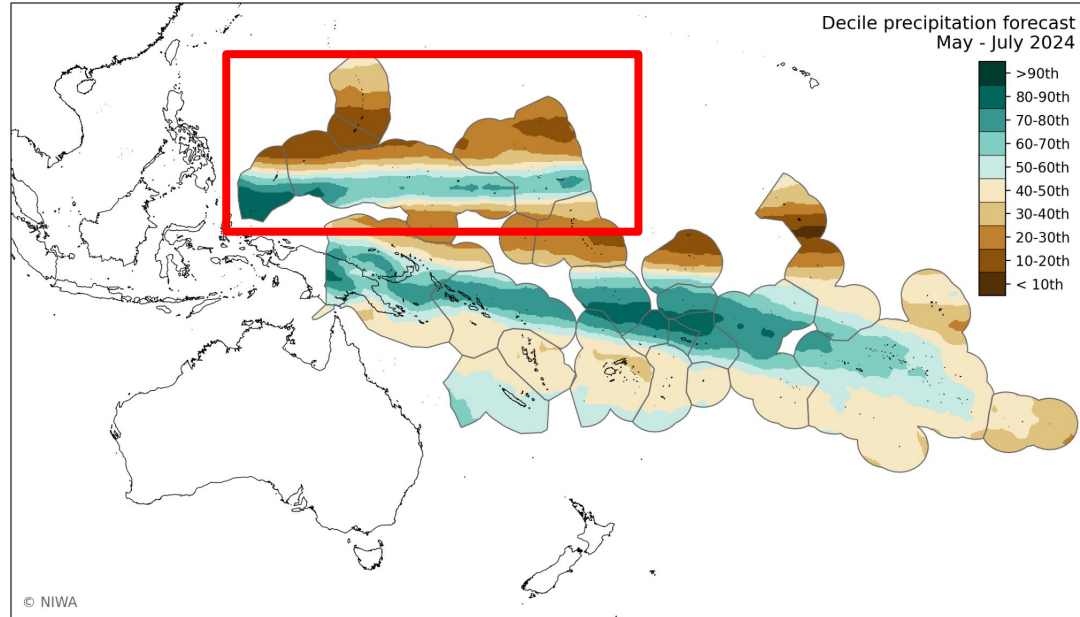 Decile precipitation forecast
May - July 2024
>90th
80-90th
70-80th
60-70th
50-60th
40-50th
30-40th
20-30th
10-20th
< 10th
© NIWA